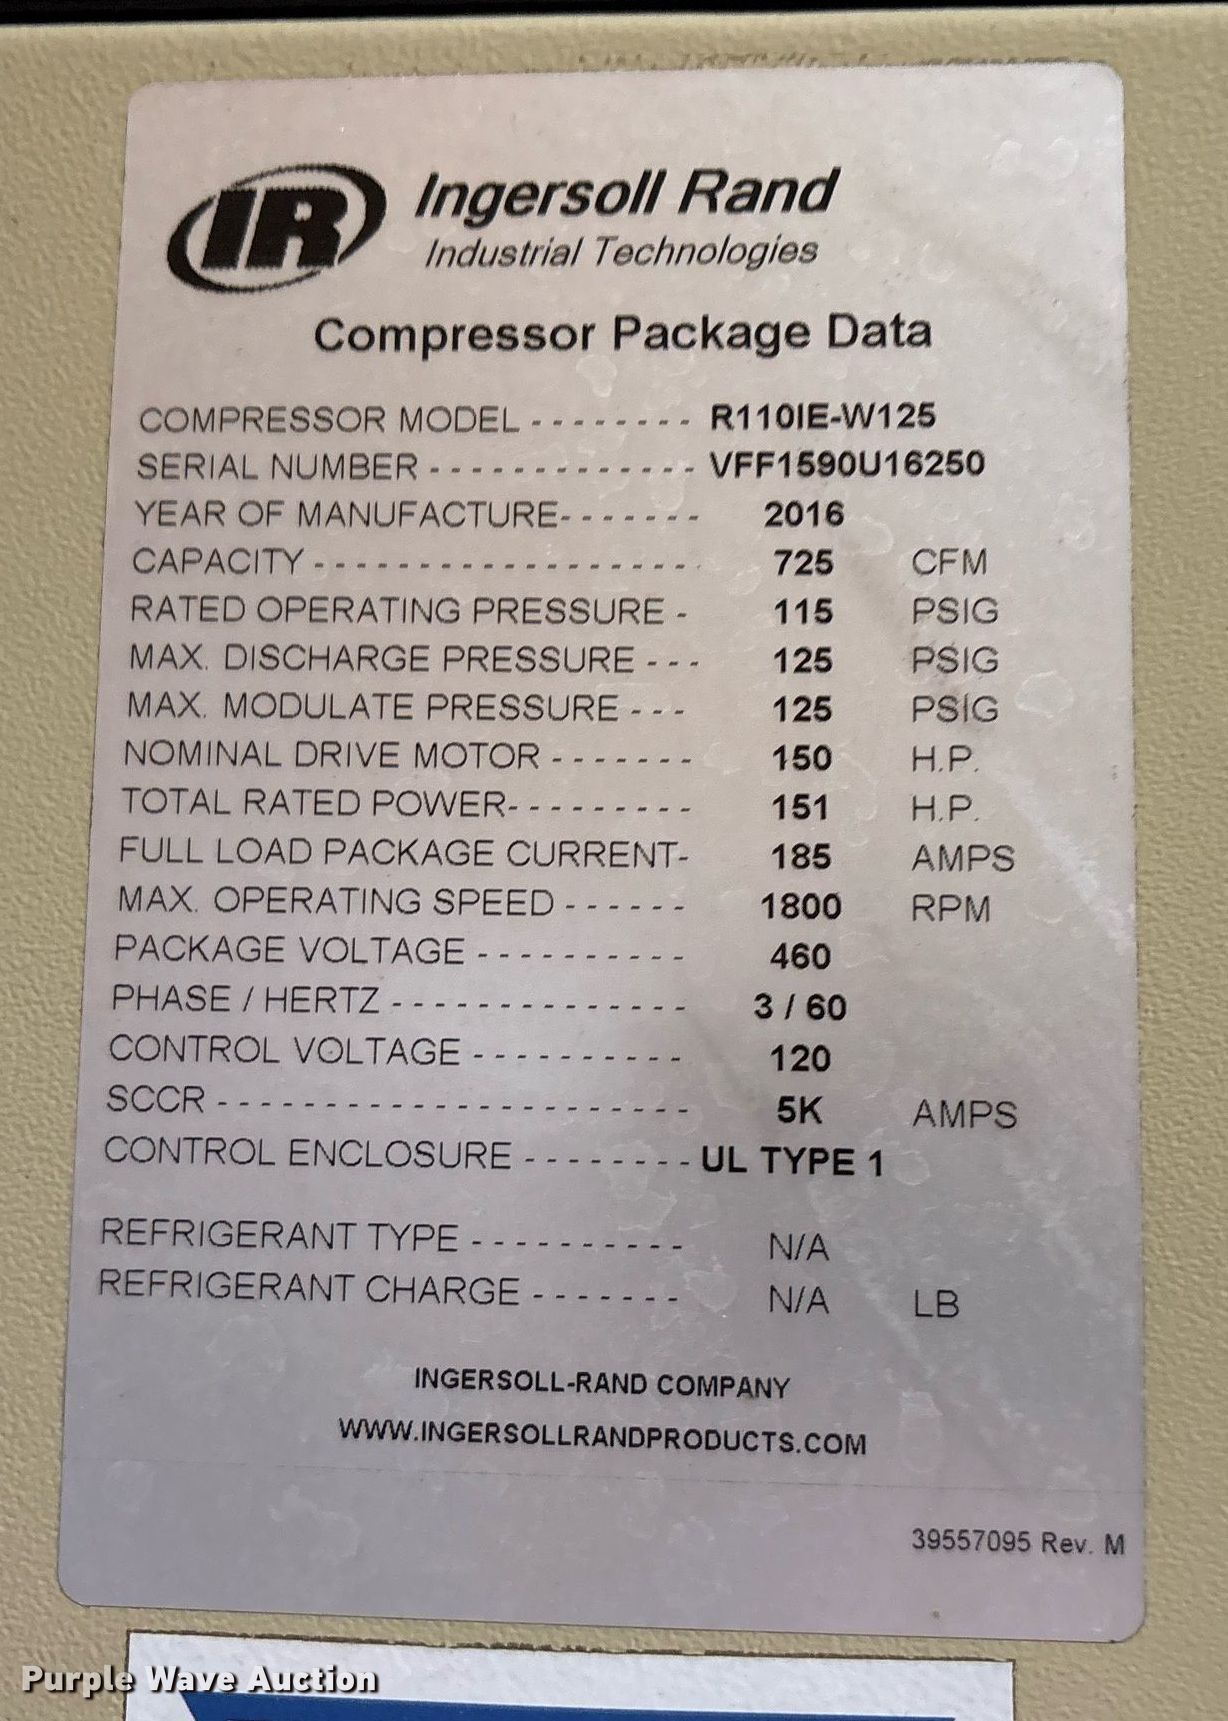 IR Ingersoll Rand
Industrial Technologies
Compressor Package Data
COMPRESSOR MODEL - - - - - - - - R110IE-W125
SERIAL NUMBER - - - - - - - - - - - - - VFF1590U16250
YEAR OF MANUFACTURE- - - - - - - 2016
CAPACITY - - - - - - - - - - - - - - - - - - 725 CFM
RATED OPERATING PRESSURE - 115 PSIG
MAX. DISCHARGE PRESSURE - - - 125 PSIG
MAX. MODULATE PRESSURE - - - 125 PSIG
NOMINAL DRIVE MOTOR - - - - - - - 150 H.P.
TOTAL RATED POWER- - - - - - - - - 151 H.P.
FULL LOAD PACKAGE CURRENT- 185 AMPS
MAX. OPERATING SPEED - - - - - - 1800 RPM
PACKAGE VOLTAGE - - - - - - - - - - 460
PHASE / HERTZ - - - - - - - - - - - - - - 3 / 60
CONTROL VOLTAGE - - - - - - - - - - 120
SCCR - - - - - - - - - - - - - - - - - - - - - - 5K AMPS
CONTROL ENCLOSURE - - - - - - - - UL TYPE 1
REFRIGERANT TYPE - - - - - - - - - - N/A
REFRIGERANT CHARGE - - - - - - - N/A LB
INGERSOLL-RAND COMPANY
WWW.INGERSOLLRANDPRODUCTS.COM
39557095 Rev. M
Purple Wave Auction